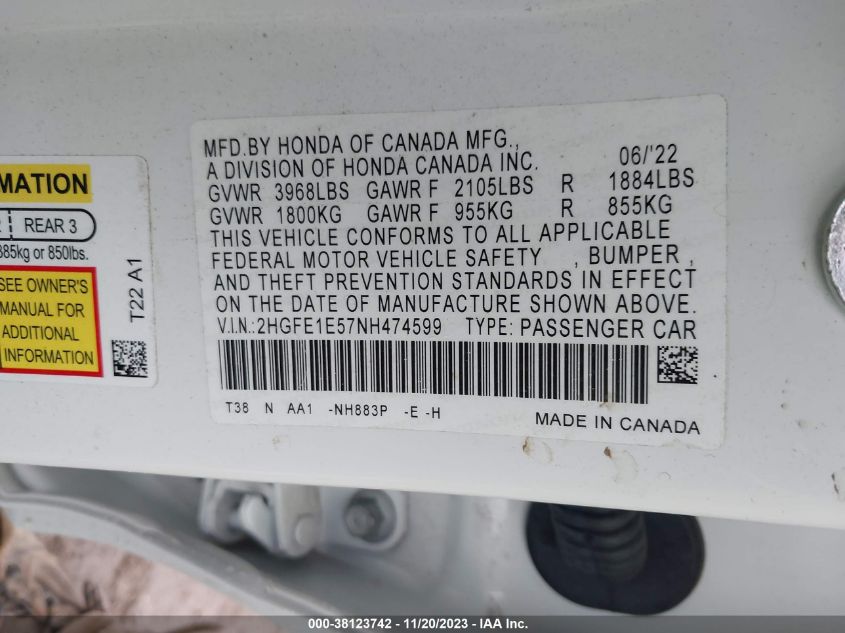 MATION
REAR 3
385kg or 850lbs.
SEE OWNER'S
MANUAL FOR
ADDITIONAL
INFORMATION
T22 A1
MFD.BY HONDA OF CANADA MFG.,
A DIVISION OF HONDA CANADA INC. 06/'22
GVWR 3968LBS GAWR F 2105LBS R 1884LBS
GVWR 1800KG GAWR F 955KG R 855KG
THIS VEHICLE CONFORMS TO ALL APPLICABLE
FEDERAL MOTOR VEHICLE SAFETY , BUMPER ,
AND THEFT PREVENTION STANDARDS IN EFFECT
ON THE DATE OF MANUFACTURE SHOWN ABOVE.
V.I.N.:2HGFE1E57NH474599 TYPE: PASSENGER CAR
T38 N AA1 -NH883P -E -H
MADE IN CANADA
000-38123742 - 11/20/2023 - IAA Inc.